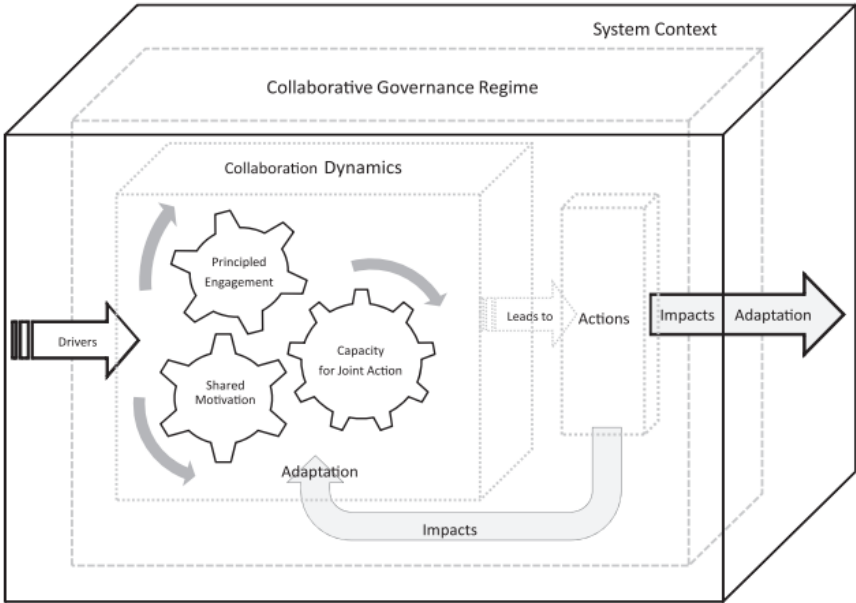 System Context
Collaborative Governance Regime
Collaboration Dynamics
Principled
Engagement
Drivers
Shared
Motivation
Capacity
for Joint Action
Leads to
Actions
Impacts
Adaptation
Adaptation
Impacts